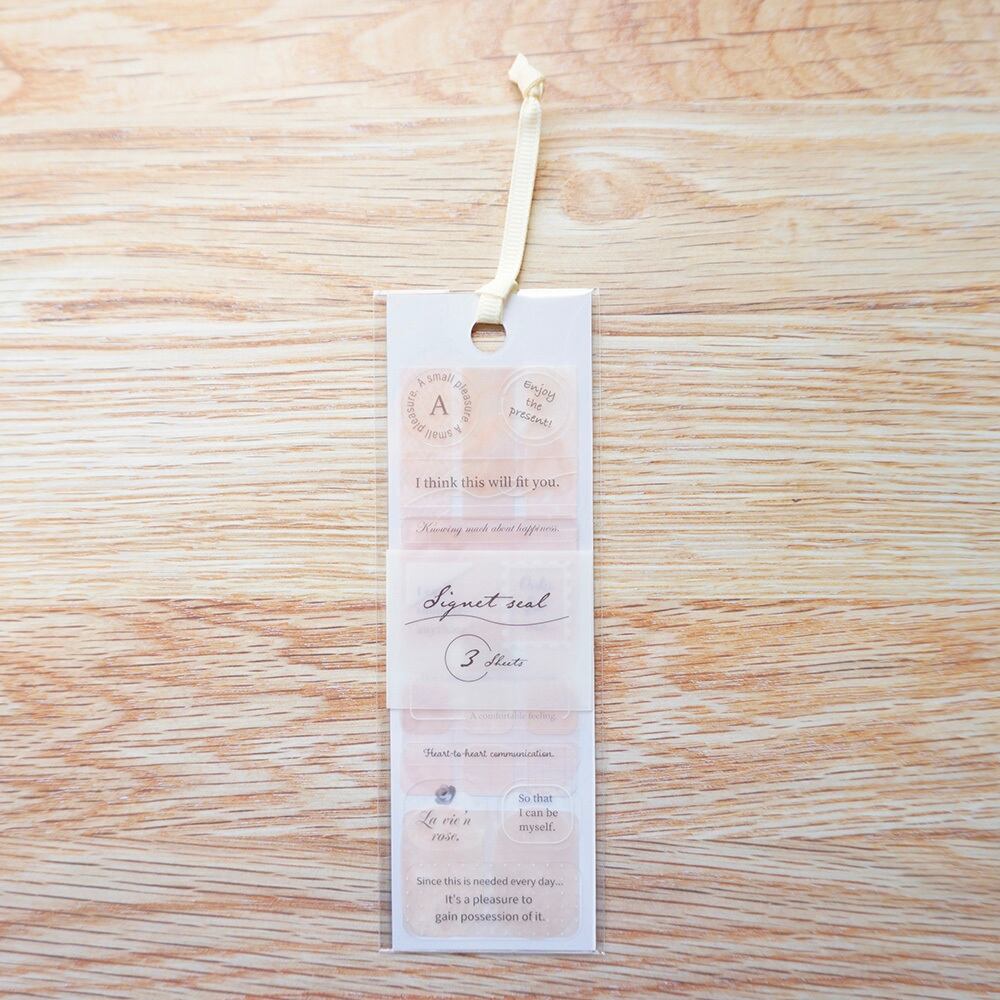 A small pleasure. A small pleasure A small pleasure.
A
Enjoy
the
present!
I think this will fit you.
Knowing much about happiness.
Signet seal
3 Sheets
A comfortable feeling.
Heart-to-heart communication.
La vie'n
rose.
So that
I can be
myself.
Since this is needed every day...
It's a pleasure to
gain possession of it.